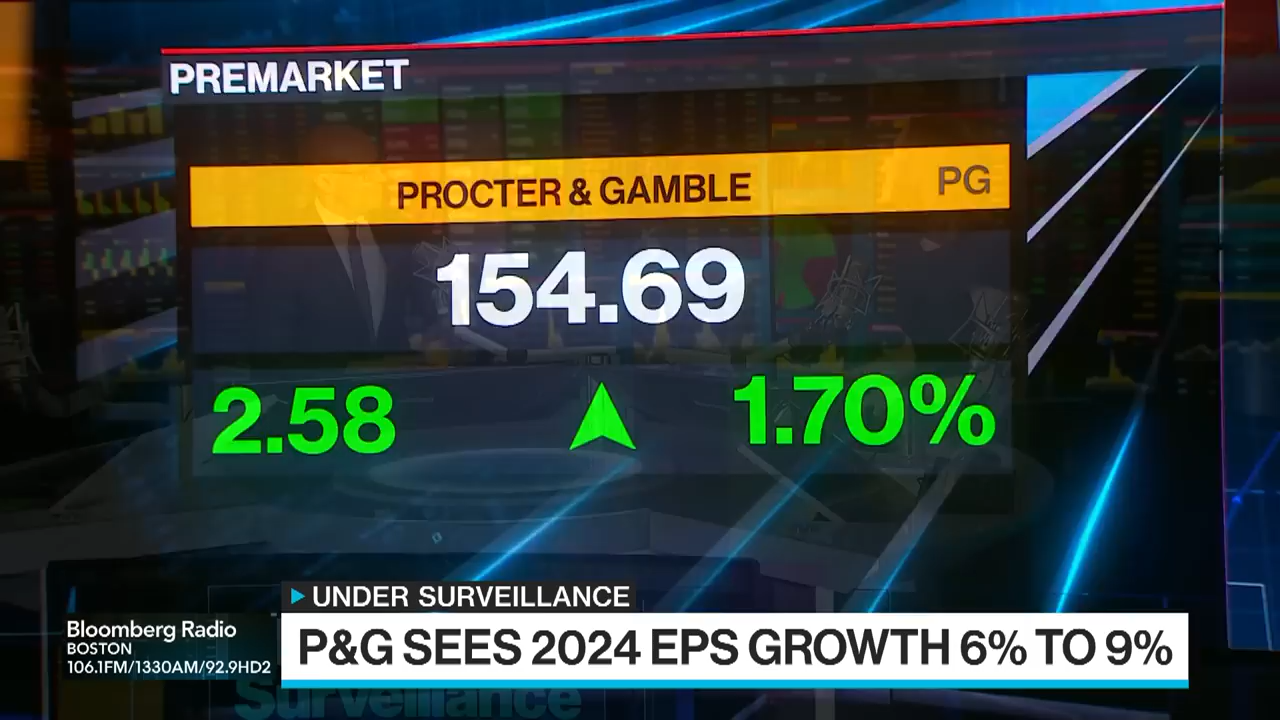 PREMARKET
PROCTER & GAMBLE PG
154.69
2.58 ▲ 1.70%
▶ UNDER SURVEILLANCE
P&G SEES 2024 EPS GROWTH 6% TO 9%
Bloomberg Radio
BOSTON
106.1FM/1330AM/92.9HD2
Surveillance